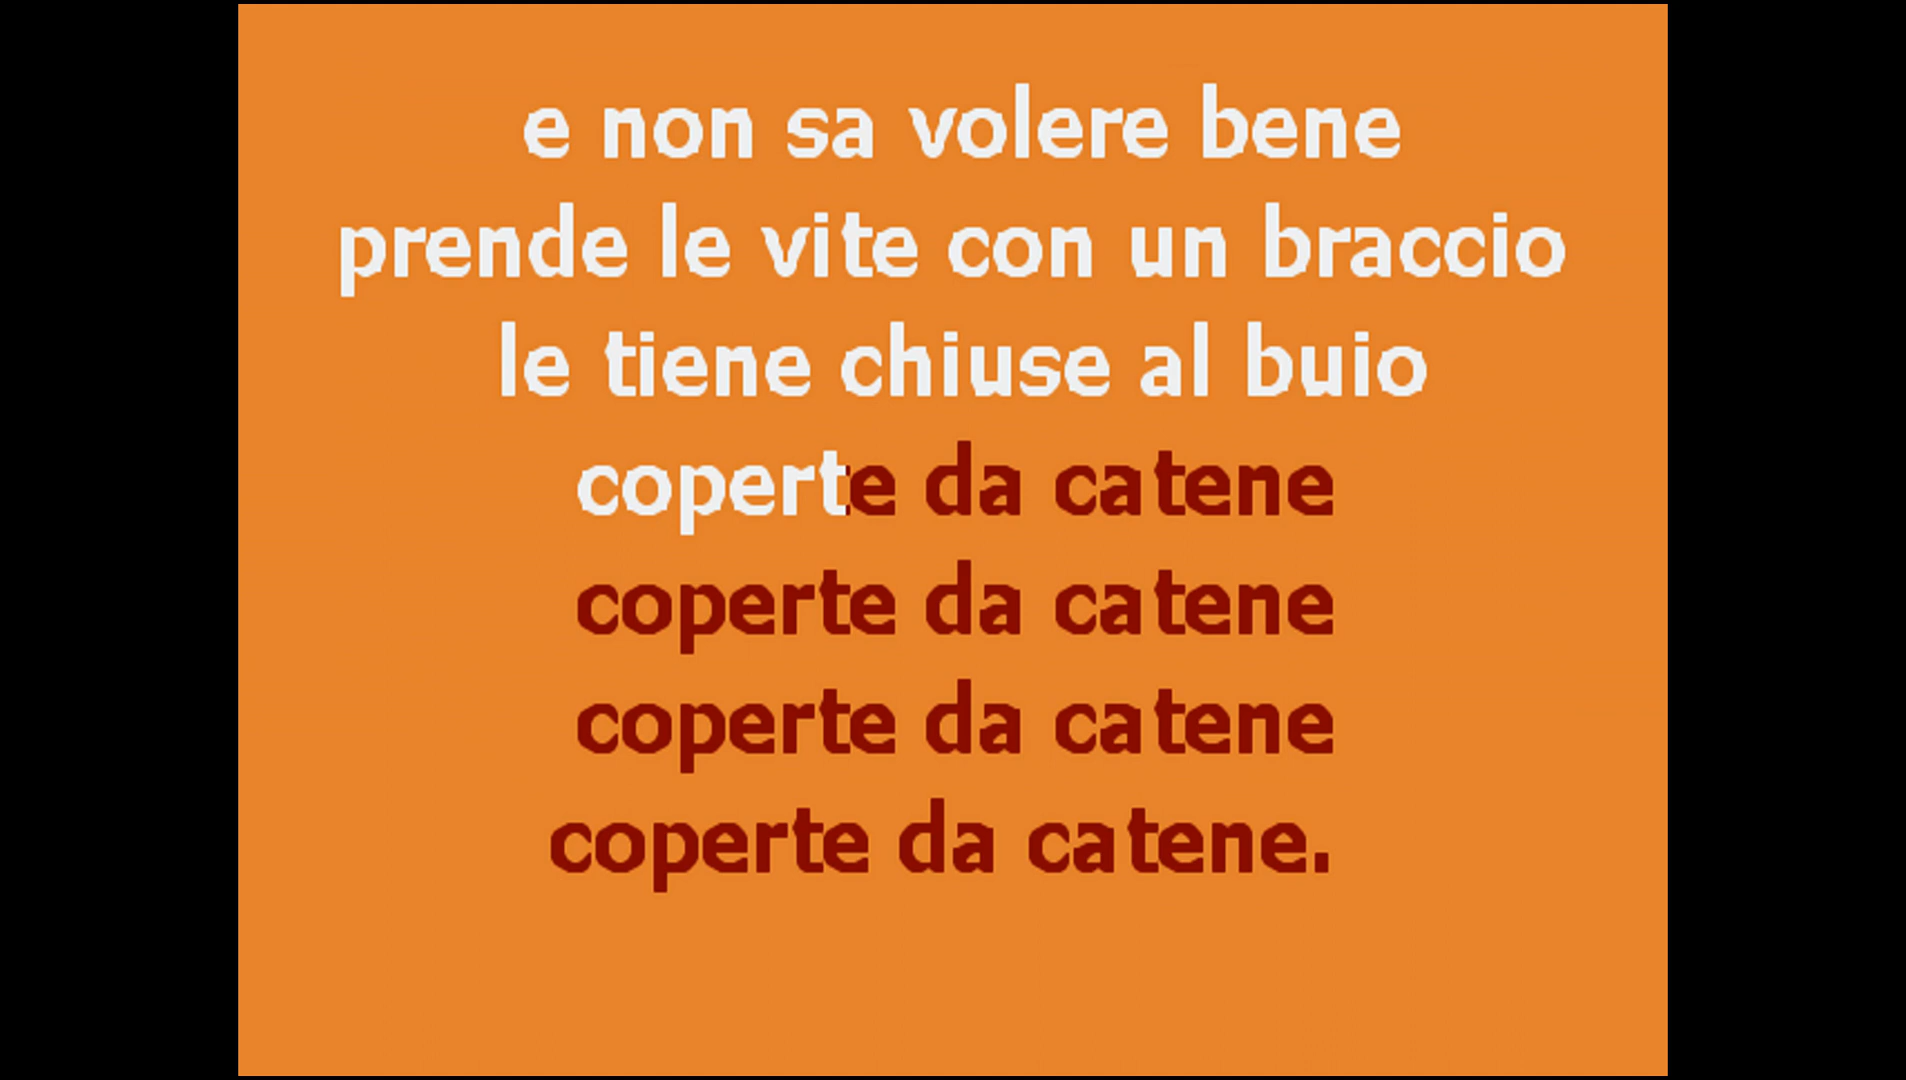 e non sa volere bene
prende le vite con un braccio
le tiene chiuse al buio
coperte da catene
coperte da catene
coperte da catene
coperte da catene.